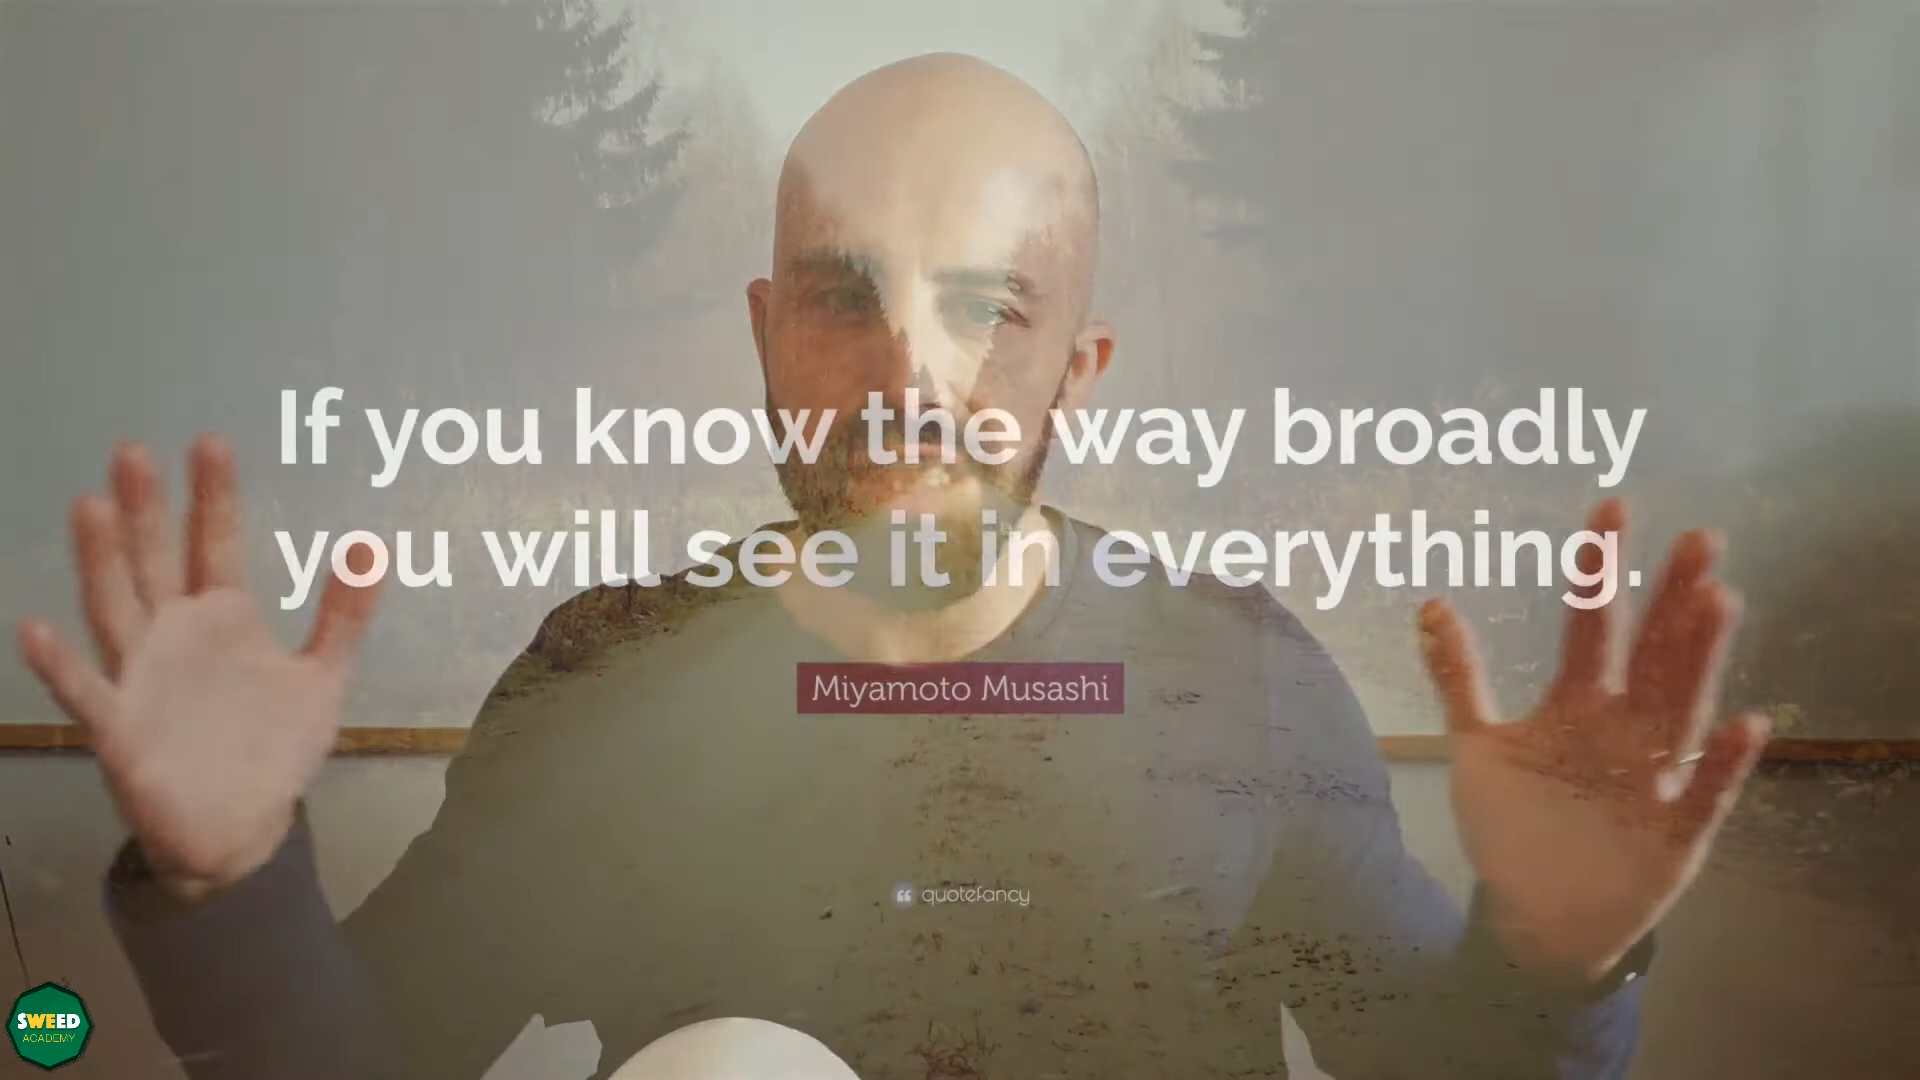 If you know the way broadly
you will see it in everything.
Miyamoto Musashi
“ quotefancy
SWEED
ACADEMY